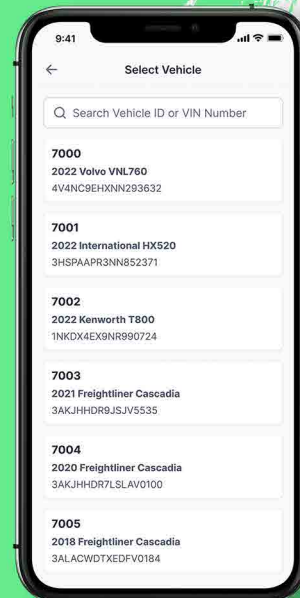 9:41
Select Vehicle
Search Vehicle ID or VIN Number
7000
2022 Volvo VNL760
4V4NC9EHXNN293632
7001
2022 International HX520
3HSPAAPR3NN852371
7002
2022 Kenworth T800
1NKDX4EX9NR990724
7003
2021 Freightliner Cascadia
3AKJHHDR9JSJV5535
7004
2020 Freightliner Cascadia
3AKJHHDR7LSLAV0100
7005
2018 Freightliner Cascadia
3ALACWDTXEDFV0184